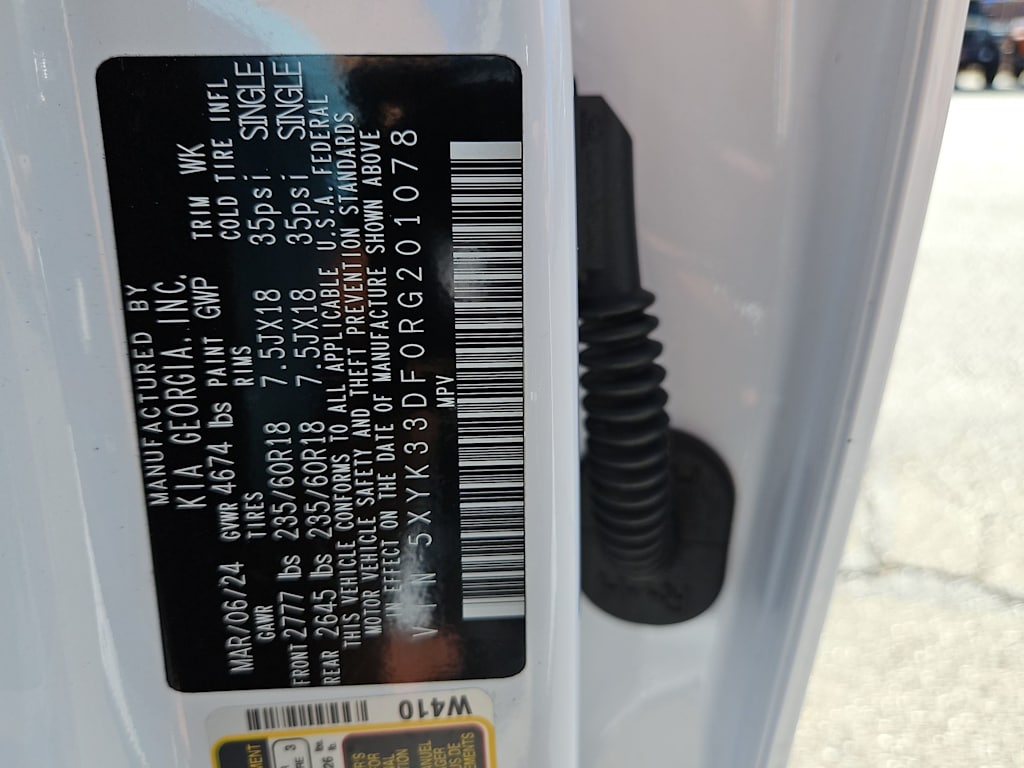 MANUFACTURED BY
KIA GEORGIA. INC.
MAR/06/24 GVWR 4674 lbs PAINT GWP TRIM WK
GAWR TIRES RIMS COLD TIRE INFL
FRONT 2777 lbs 235/60R18 7.5JX18 35psi SINGLE
REAR 2645 lbs 235/60R18 7.5JX18 35psi SINGLE
THIS VEHICLE CONFORMS TO ALL APPLICABLE U.S.A. FEDERAL
MOTOR VEHICLE SAFETY AND THEFT PREVENTION STANDARDS
IN EFFECT ON THE DATE OF MANUFACTURE SHOWN ABOVE
VIN 5XYK33DF0RG201078
MPV
W410